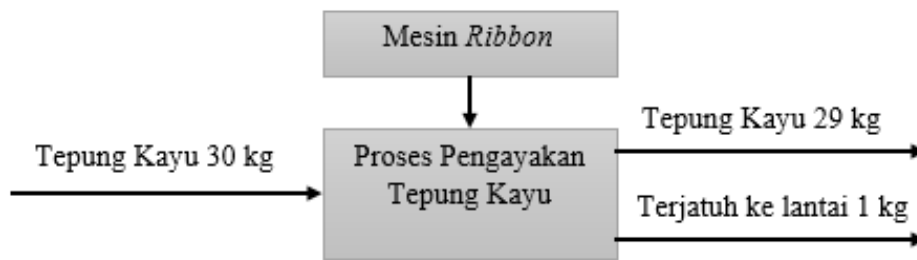 Mesin Ribbon
Tepung Kayu 30 kg
Proses Pengayakan
Tepung Kayu
Tepung Kayu 29 kg
Terjatuh ke lantai 1 kg